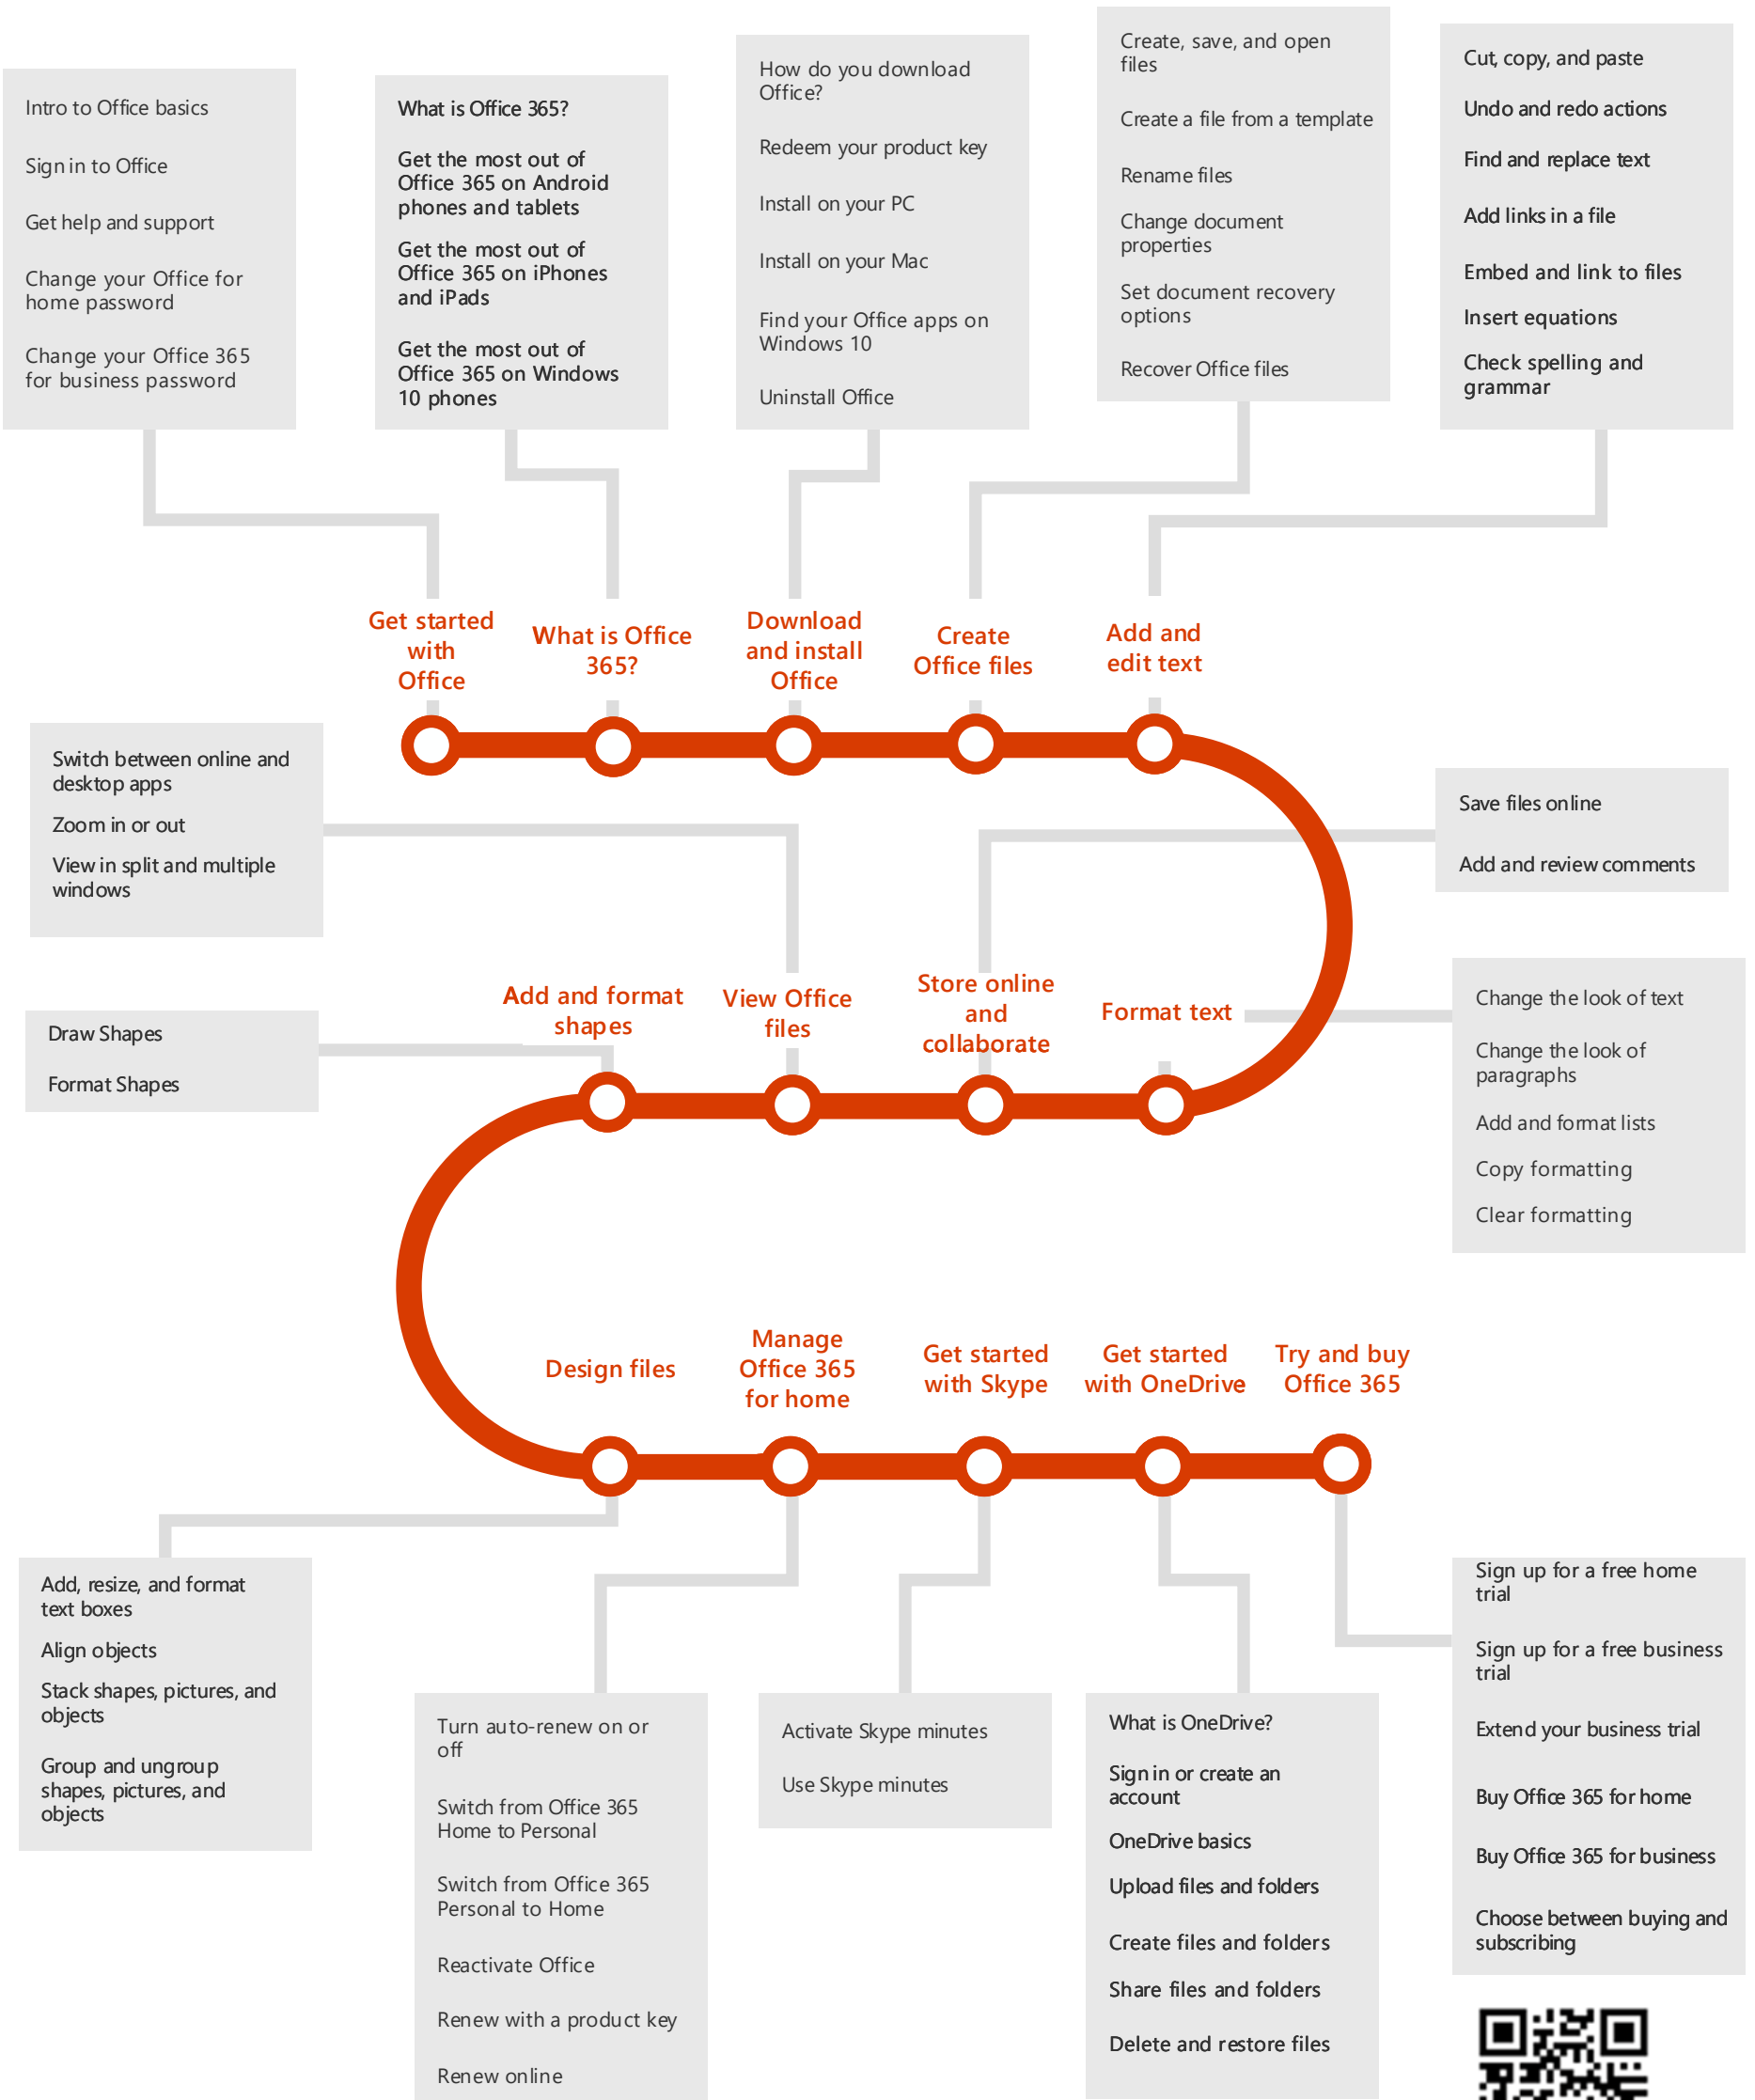 Intro to Office basics
Sign in to Office
Get help and support
Change your Office for
home password
Change your Office 365
for business password
What is Office 365?
Get the most out of
Office 365 on Android
phones and tablets
Get the most out of
Office 365 on iPhones
and iPads
Get the most out of
Office 365 on Windows
10 phones
How do you download
Office?
Redeem your product key
Install on your PC
Install on your Mac
Find your Office apps on
Windows 10
Uninstall Office
Create, save, and open
files
Create a file from a template
Rename files
Change document
properties
Set document recovery
options
Recover Office files
Cut, copy, and paste
Undo and redo actions
Find and replace text
Add links in a file
Embed and link to files
Insert equations
Check spelling and
grammar
Get started
with
Office
What is Office
365?
Download
and install
Office
Create
Office files
Add and
edit text
Switch between online and
desktop apps
Zoom in or out
View in split and multiple
windows
Save files online
Add and review comments
Add and format
shapes
View Office
files
Store online
and
collaborate
Format text
Draw Shapes
Format Shapes
Change the look of text
Change the look of
paragraphs
Add and format lists
Copy formatting
Clear formatting
Design files
Manage
Office 365
for home
Get started
with Skype
Get started
with OneDrive
Try and buy
Office 365
Add, resize, and format
text boxes
Align objects
Stack shapes, pictures, and
objects
Group and ungroup
shapes, pictures, and
objects
Turn auto-renew on or
off
Switch from Office 365
Home to Personal
Switch from Office 365
Personal to Home
Reactivate Office
Renew with a product key
Renew online
Activate Skype minutes
Use Skype minutes
What is OneDrive?
Sign in or create an
account
OneDrive basics
Upload files and folders
Create files and folders
Share files and folders
Delete and restore files
Sign up for a free home
trial
Sign up for a free business
trial
Extend your business trial
Buy Office 365 for home
Buy Office 365 for business
Choose between buying and
subscribing